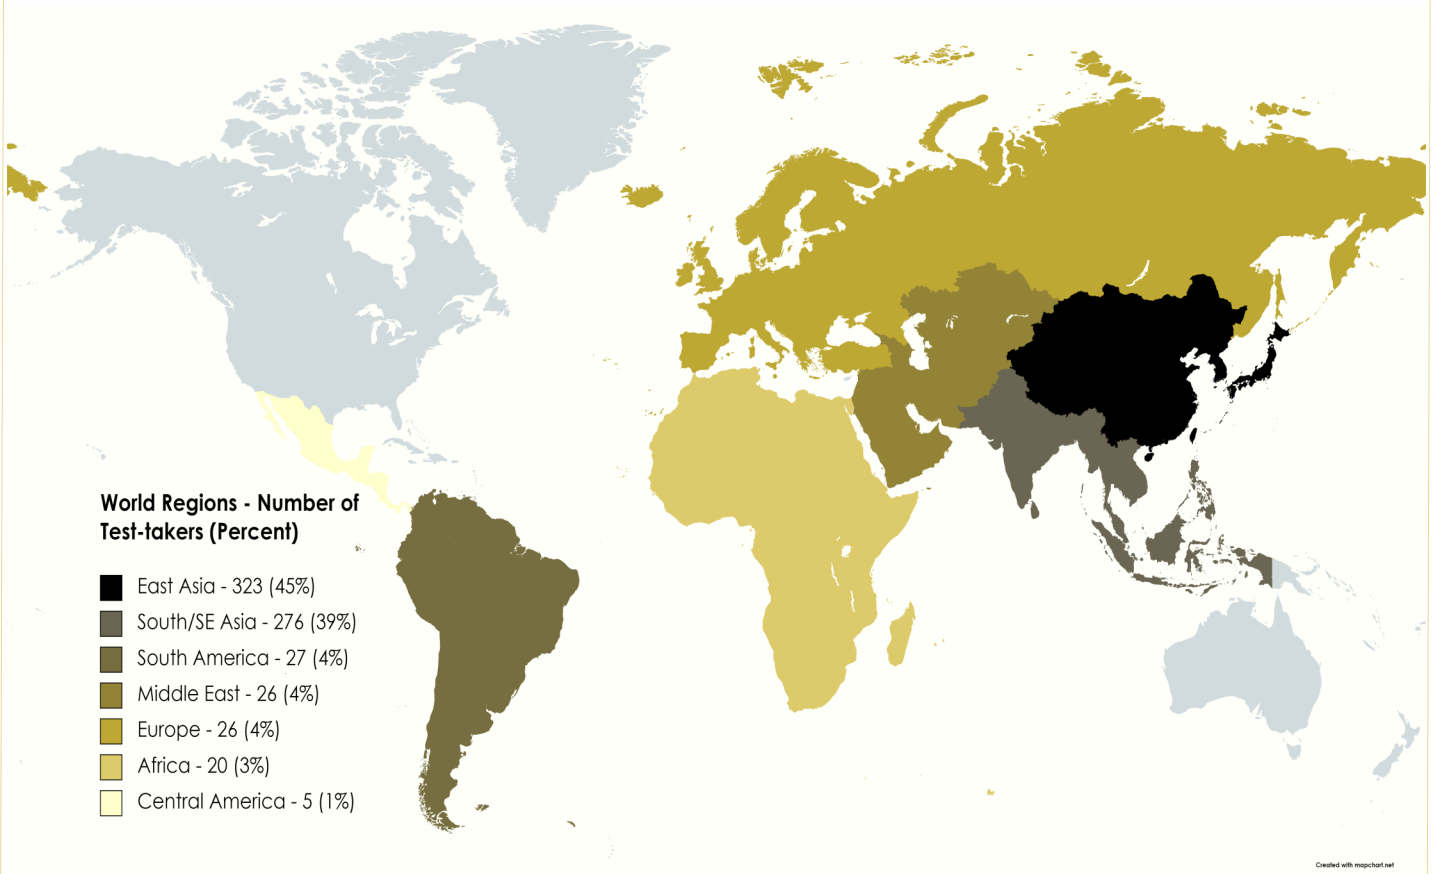 World Regions - Number of
Test-takers (Percent)
East Asia - 323 (45%)
South/SE Asia - 276 (39%)
South America - 27 (4%)
Middle East - 26 (4%)
Europe - 26 (4%)
Africa - 20 (3%)
Central America - 5 (1%)
Created with mapchart.net